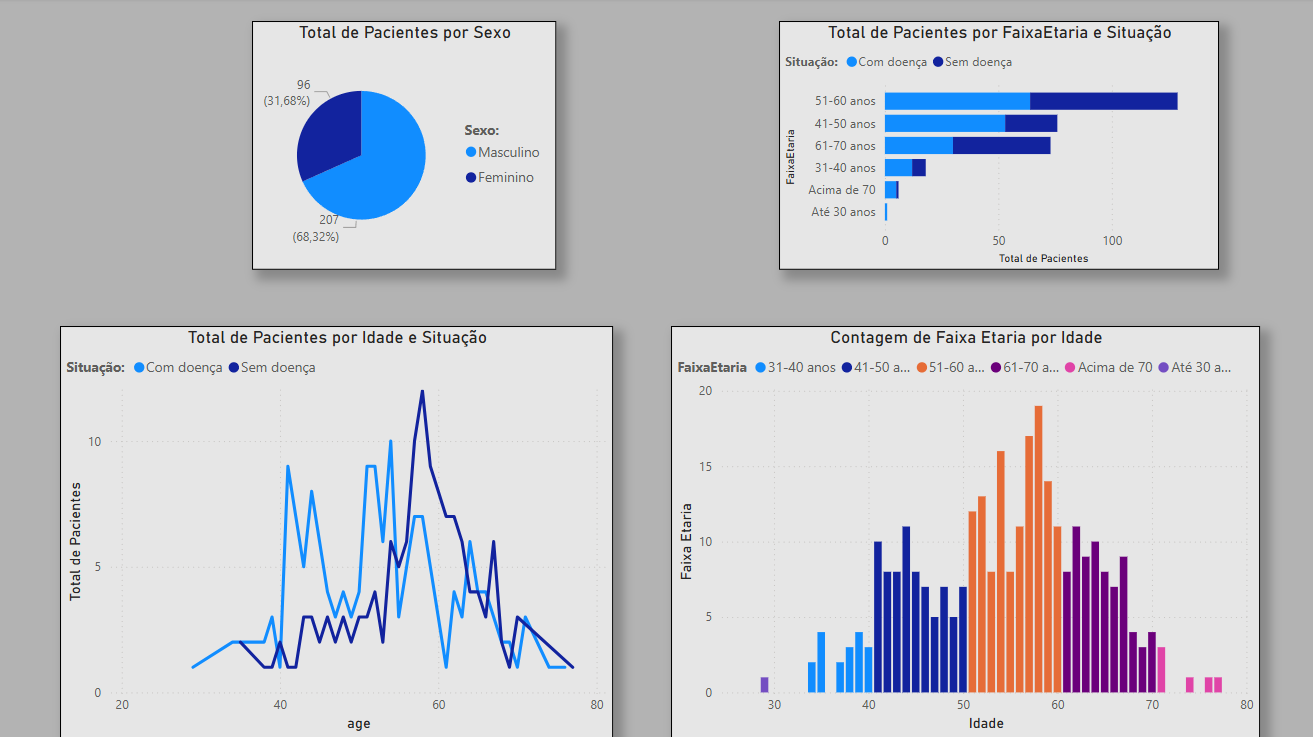 Total de Pacientes por Sexo
96
(31,68%)
207
(68,32%)
Sexo:
Masculino
Feminino
Total de Pacientes por FaixaEtaria e Situação
Situação: Com doença Sem doença
FaixaEtaria
51-60 anos
41-50 anos
61-70 anos
31-40 anos
Acima de 70
Até 30 anos
0 50 100
Total de Pacientes
Total de Pacientes por Idade e Situação
Situação: Com doença Sem doença
Total de Pacientes
10
5
0
20 40 60 80
age
Contagem de Faixa Etaria por Idade
FaixaEtaria 31-40 anos 41-50 a... 51-60 a... 61-70 a... Acima de 70 Até 30 a...
Faixa Etaria
20
15
10
5
0
30 40 50 60 70 80
Idade